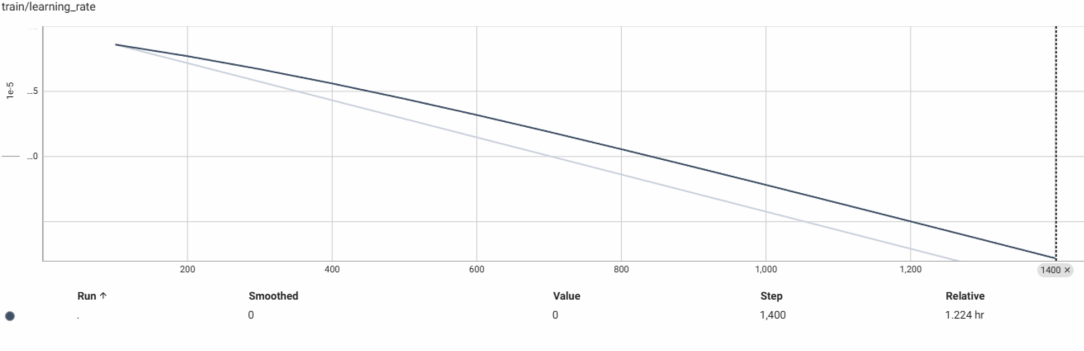 train/learning_rate
1e-5
...5
...0
200 400 600 800 1,000 1,200 1400 ×
Run ↑ Smoothed Value Step Relative
. 0 0 1,400 1.224 hr